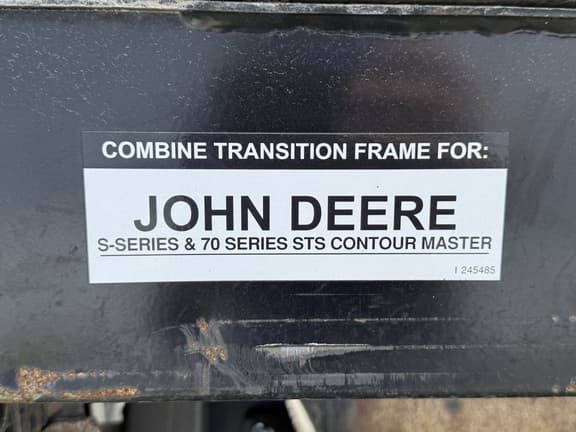 COMBINE TRANSITION FRAME FOR:
JOHN DEERE
S-SERIES & 70 SERIES STS CONTOUR MASTER
I 245485